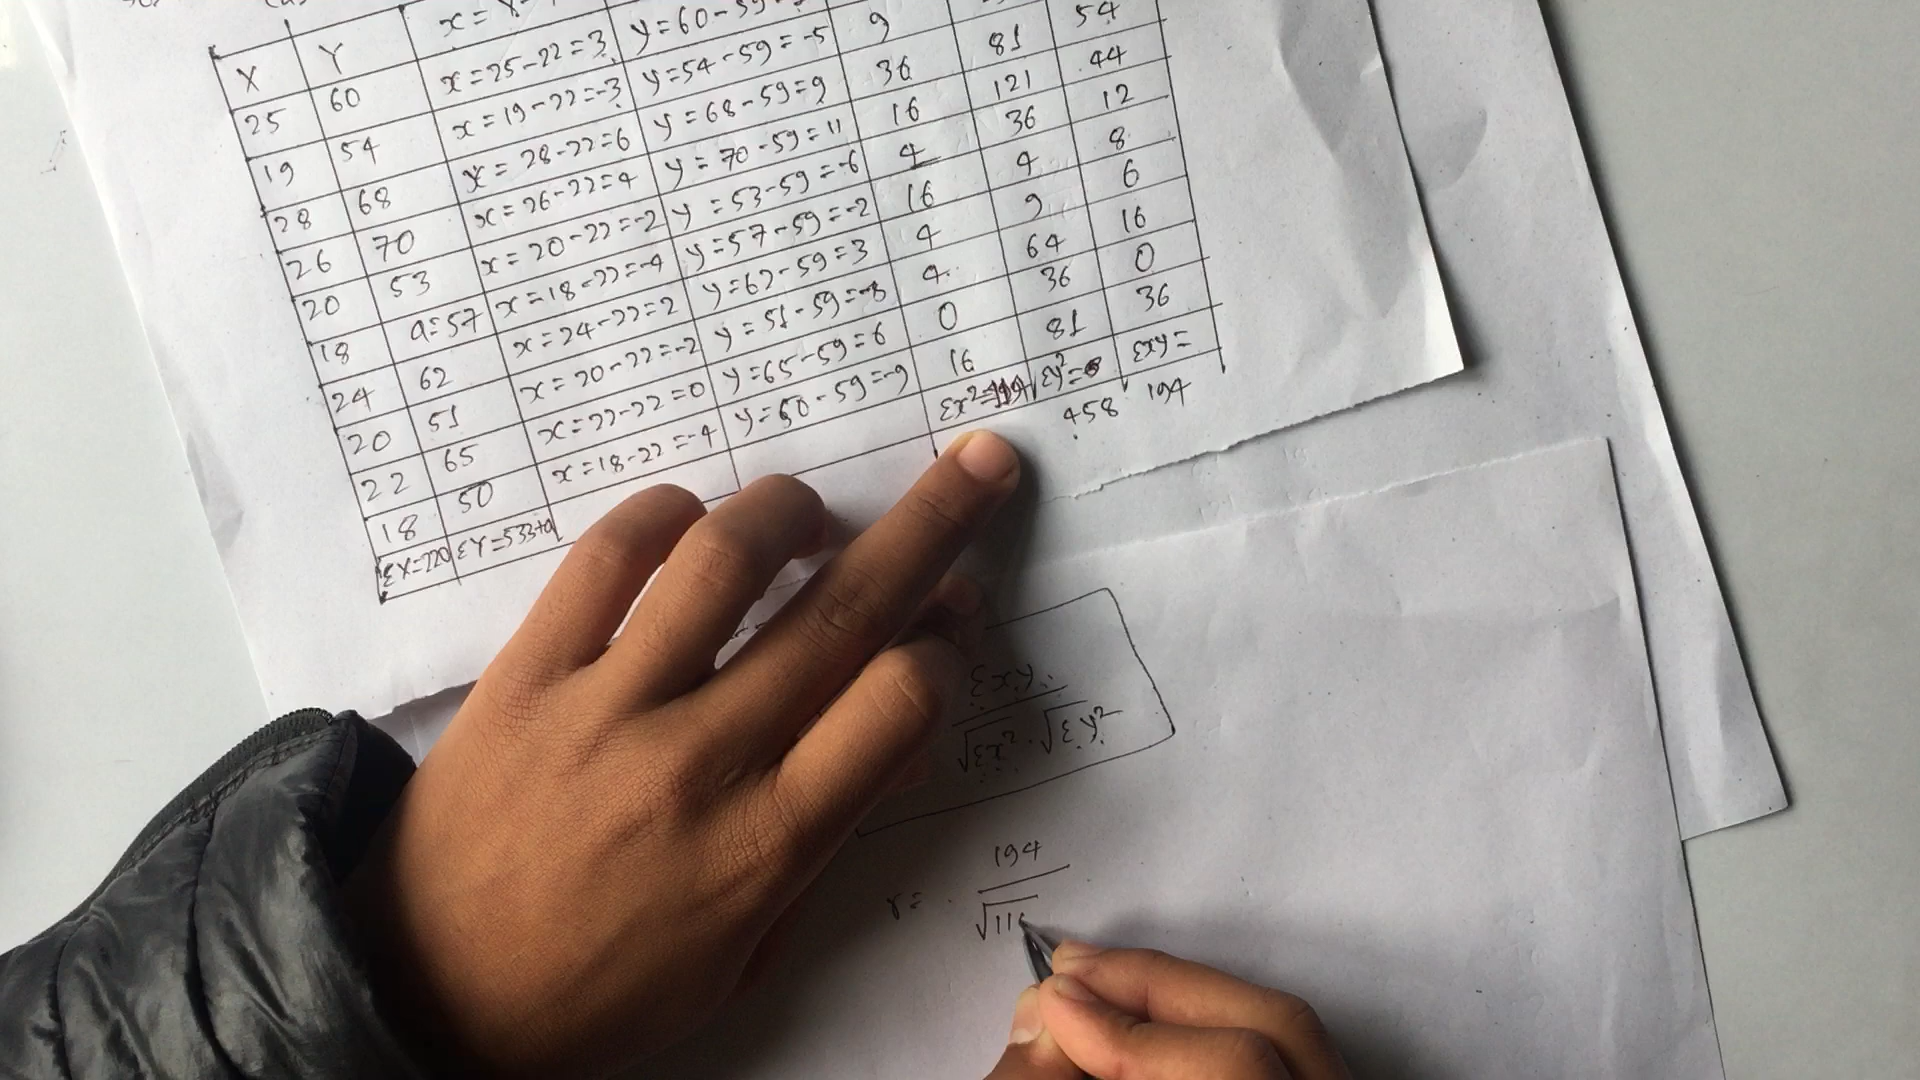 X Y x = y = 60 - 59
25 60 x = 25 - 22 = 3 y = 54 - 59 = -5 9 81 54
19 54 x = 19 - 22 = -3 y = 68 - 59 = 9 36 121 44
28 68 x = 28 - 22 = 6 y = 70 - 59 = 11 16 36 12
26 70 x = 26 - 22 = 4 y = 53 - 59 = -6 4 4 8
20 53 x = 20 - 22 = -2 y = 57 - 59 = -2 16 9 6
18 a = 57 x = 18 - 22 = -4 y = 62 - 59 = 3 4 64 16
24 62 x = 24 - 22 = 2 y = 51 - 59 = -8 4 36 0
20 51 x = 20 - 22 = -2 y = 65 - 59 = 6 0 81 36
22 65 x = 22 - 22 = 0 y = 50 - 59 = -9 16 Σy² = Σxy =
18 50 x = 18 - 22 = -4 Σx² = 458 194
ΣX = 220 ΣY = 533 + a
Σxy
√Σx² · √Σy²
194
r =
√116